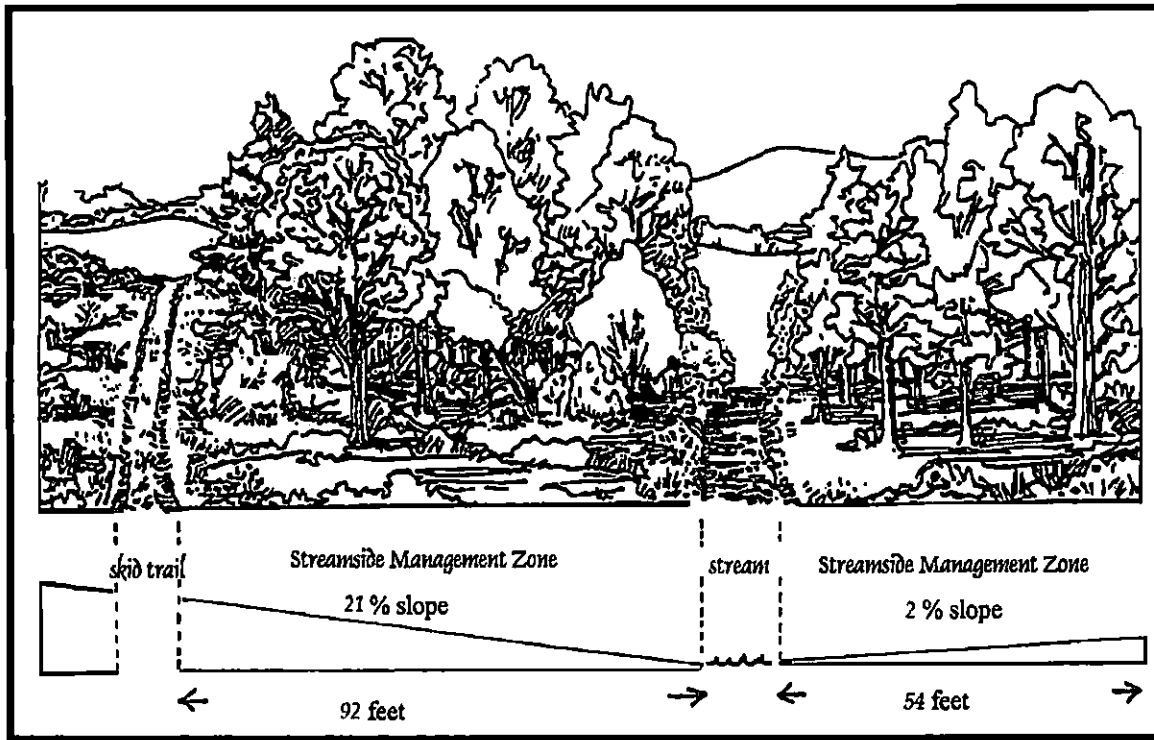 skid trail
Streamside Management Zone
stream
Streamside Management Zone
21 % slope
2 % slope
92 feet
54 feet